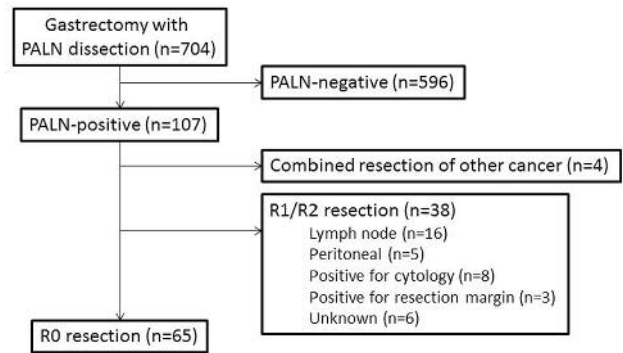 Gastrectomy with
PALN dissection (n=704)
PALN-negative (n=596)
PALN-positive (n=107)
Combined resection of other cancer (n=4)
R1/R2 resection (n=38)
Lymph node (n=16)
Peritoneal (n=5)
Positive for cytology (n=8)
Positive for resection margin (n=3)
Unknown (n=6)
R0 resection (n=65)